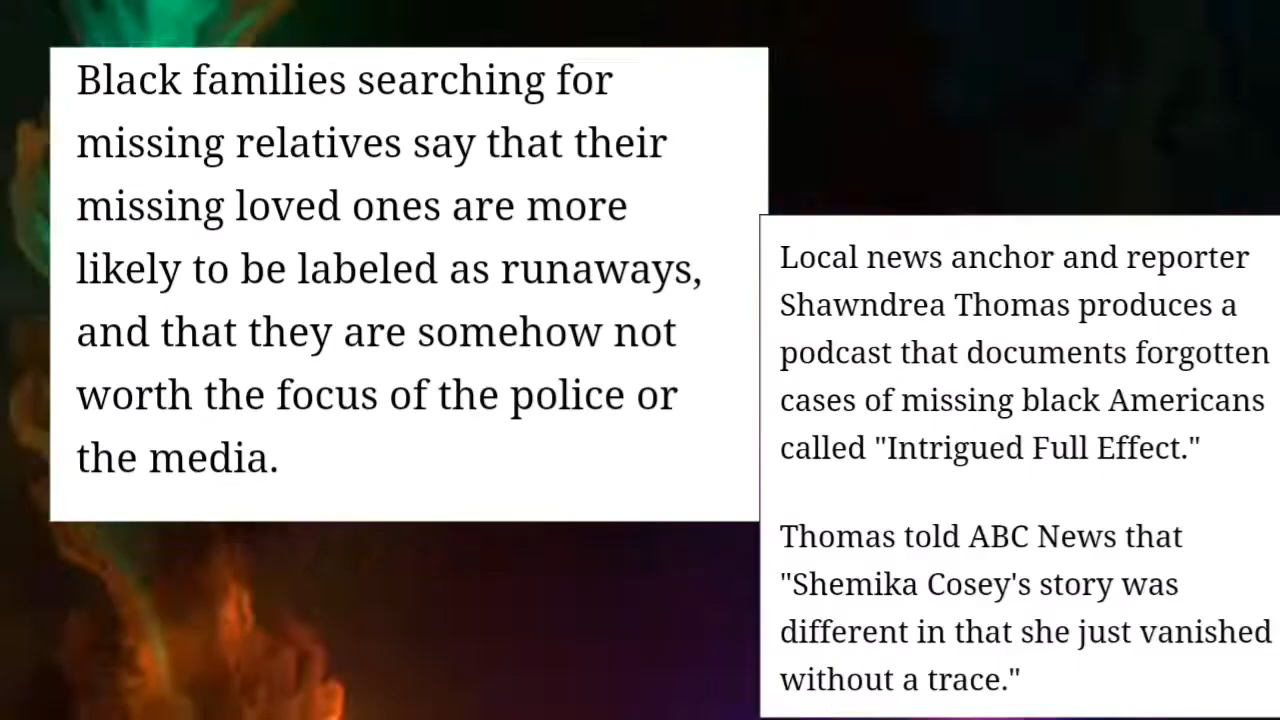 Black families searching for
missing relatives say that their
missing loved ones are more
likely to be labeled as runaways,
and that they are somehow not
worth the focus of the police or
the media.
Local news anchor and reporter
Shawndrea Thomas produces a
podcast that documents forgotten
cases of missing black Americans
called "Intrigued Full Effect."
Thomas told ABC News that
"Shemika Cosey's story was
different in that she just vanished
without a trace."